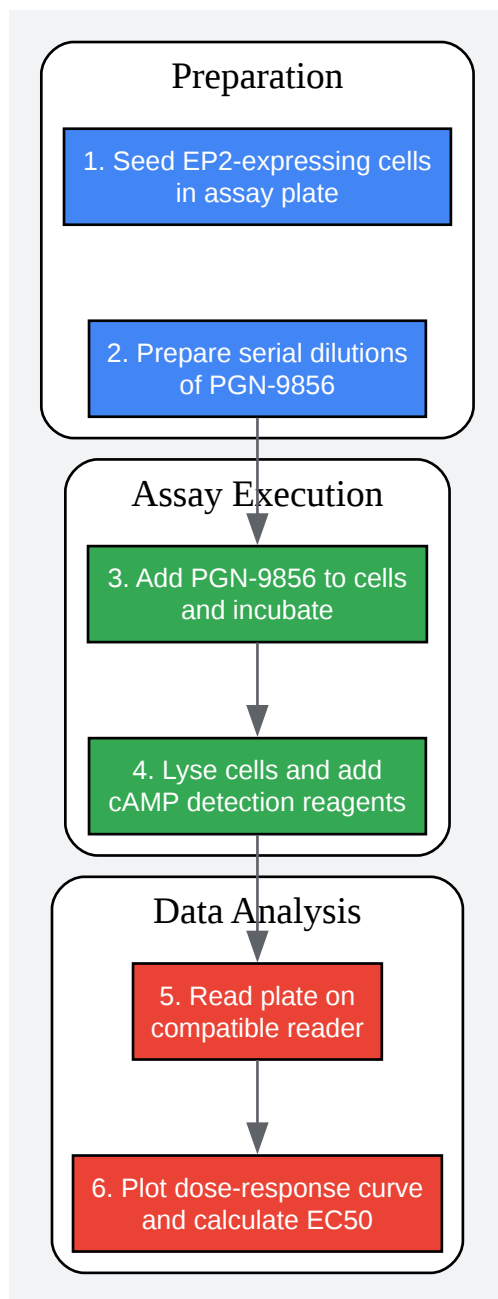 Preparation
1. Seed EP2-expressing cells
in assay plate
2. Prepare serial dilutions
of PGN-9856
Assay Execution
3. Add PGN-9856 to cells
and incubate
4. Lyse cells and add
cAMP detection reagents
Data Analysis
5. Read plate on
compatible reader
6. Plot dose-response curve
and calculate EC50